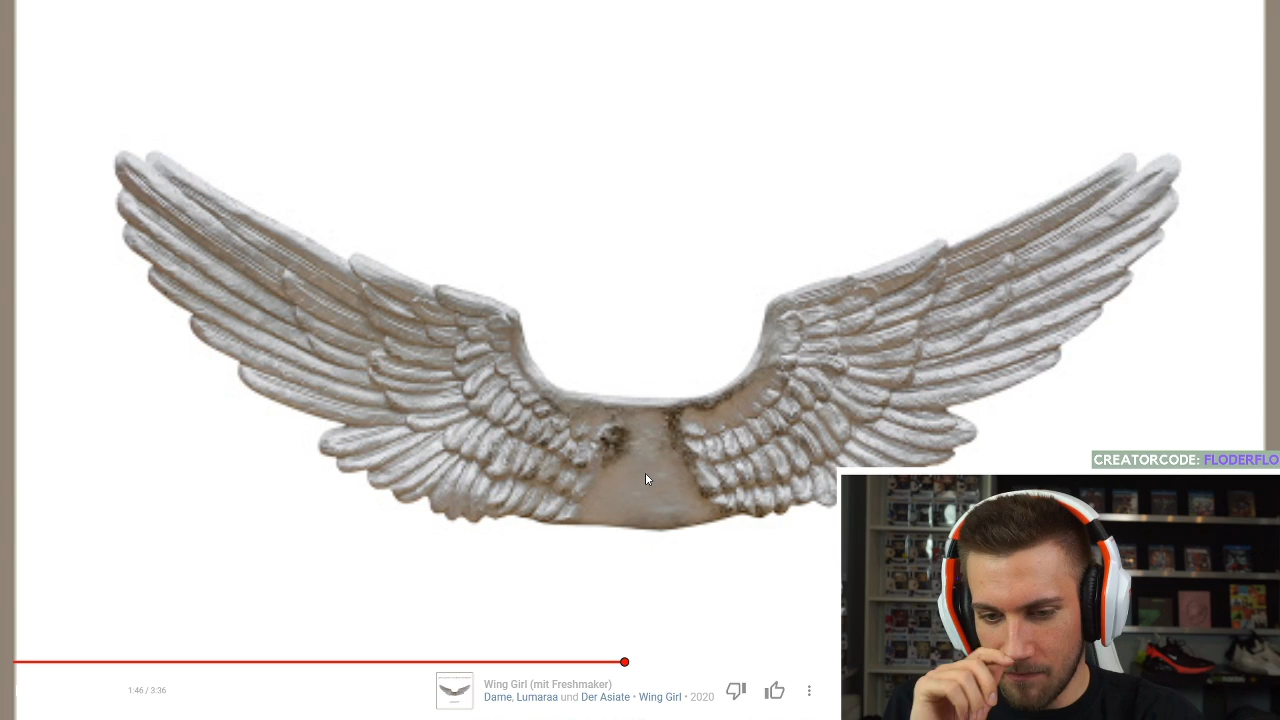 CREATORCODE: FLODERFLO
1:46 / 3:36
Wing Girl (mit Freshmaker)
Dame, Lumaraa und Der Asiate • Wing Girl • 2020